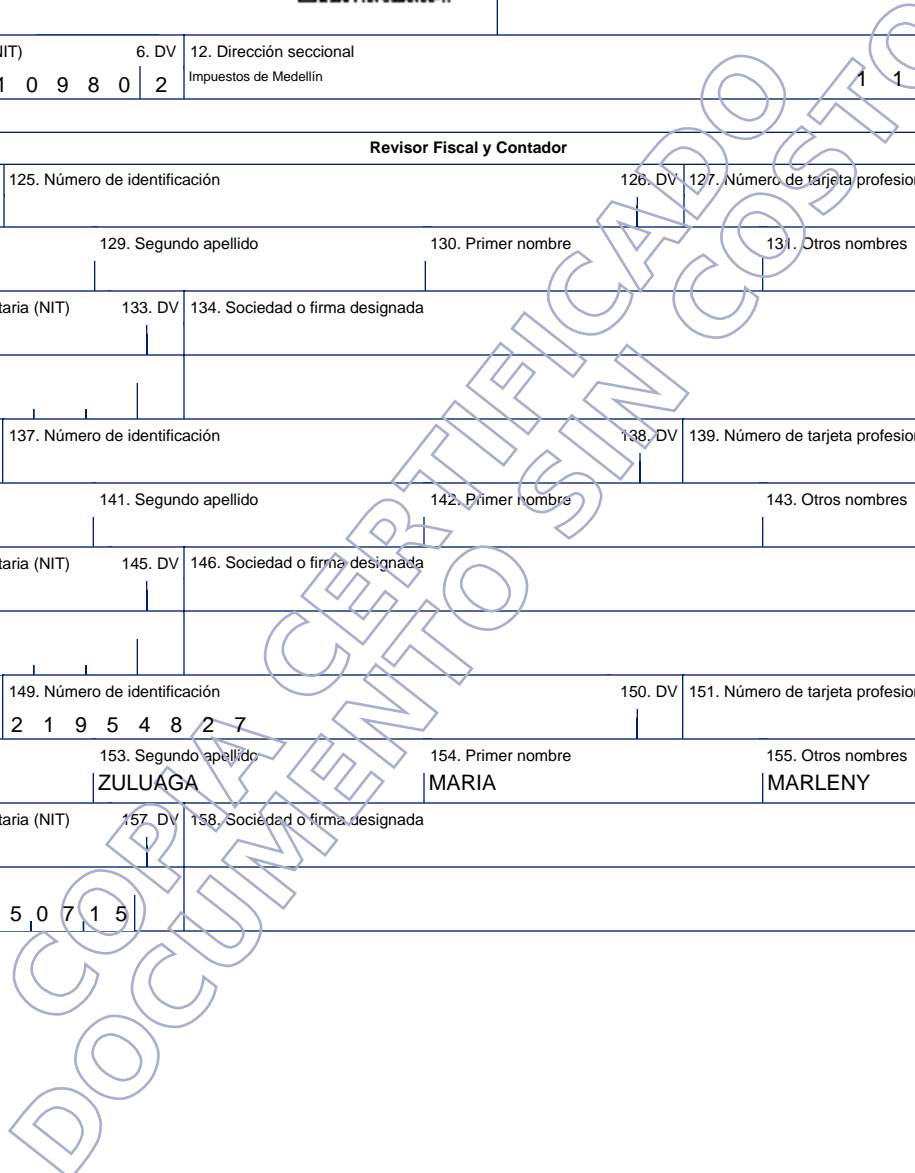 IT) 6. DV 12. Dirección seccional
1 0 9 8 0 2 Impuestos de Medellín 1 1
Revisor Fiscal y Contador
125. Número de identificación 126. DV 127. Número de tarjeta profesion
129. Segundo apellido 130. Primer nombre 131. Otros nombres
taria (NIT) 133. DV 134. Sociedad o firma designada
137. Número de identificación 138. DV 139. Número de tarjeta profesion
141. Segundo apellido 142. Primer nombre 143. Otros nombres
taria (NIT) 145. DV 146. Sociedad o firma designada
149. Número de identificación 150. DV 151. Número de tarjeta profesion
2 1 9 5 4 8 2 7
153. Segundo apellido 154. Primer nombre 155. Otros nombres
ZULUAGA MARIA MARLENY
taria (NIT) 157. DV 158. Sociedad o firma designada
5 0 7 1 5
COPIA CERTIFICADO
DOCUMENTO SIN COSTO